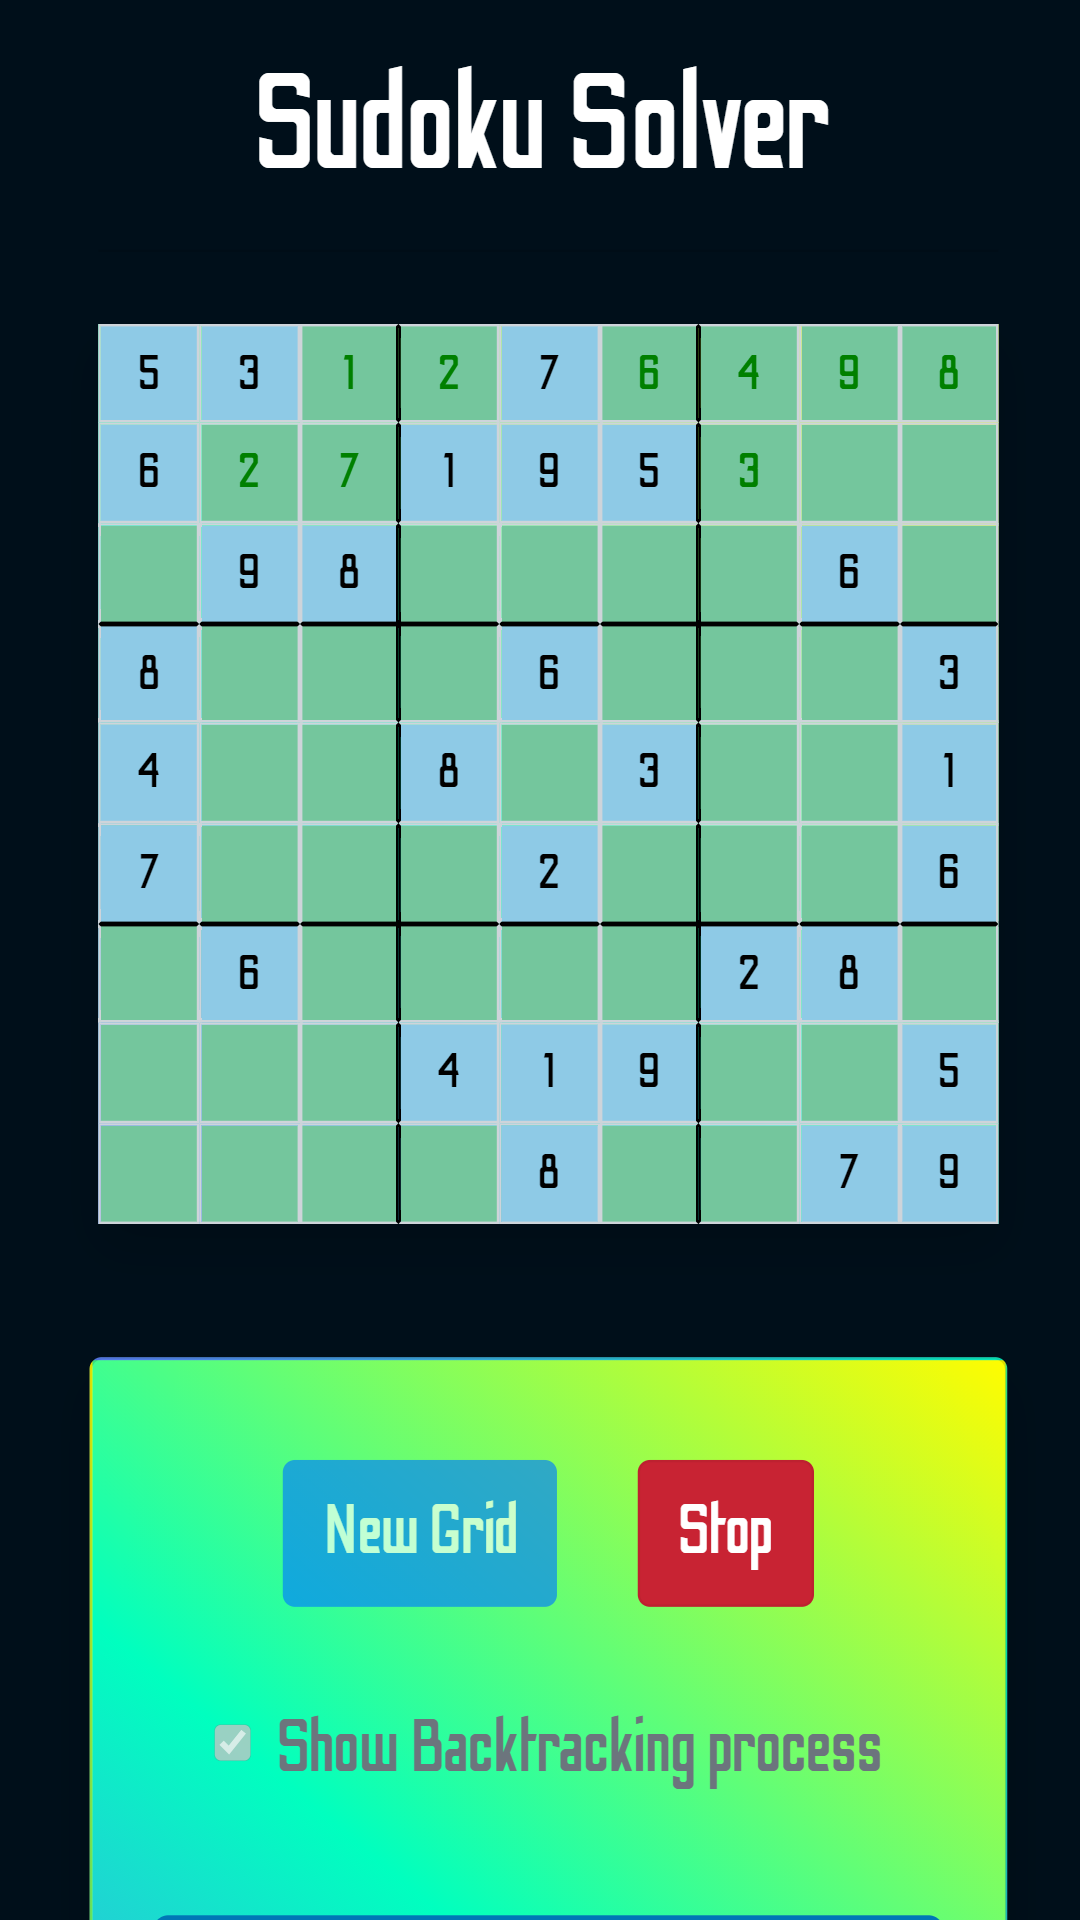 Sudoku Solver
5 3 1 2 7 6 4 9 8
6 2 7 1 9 5 3
9 8 6
8 6 3
4 8 3 1
7 2 6
6 2 8
4 1 9 5
8 7 9
New Grid Stop
Show Backtracking process